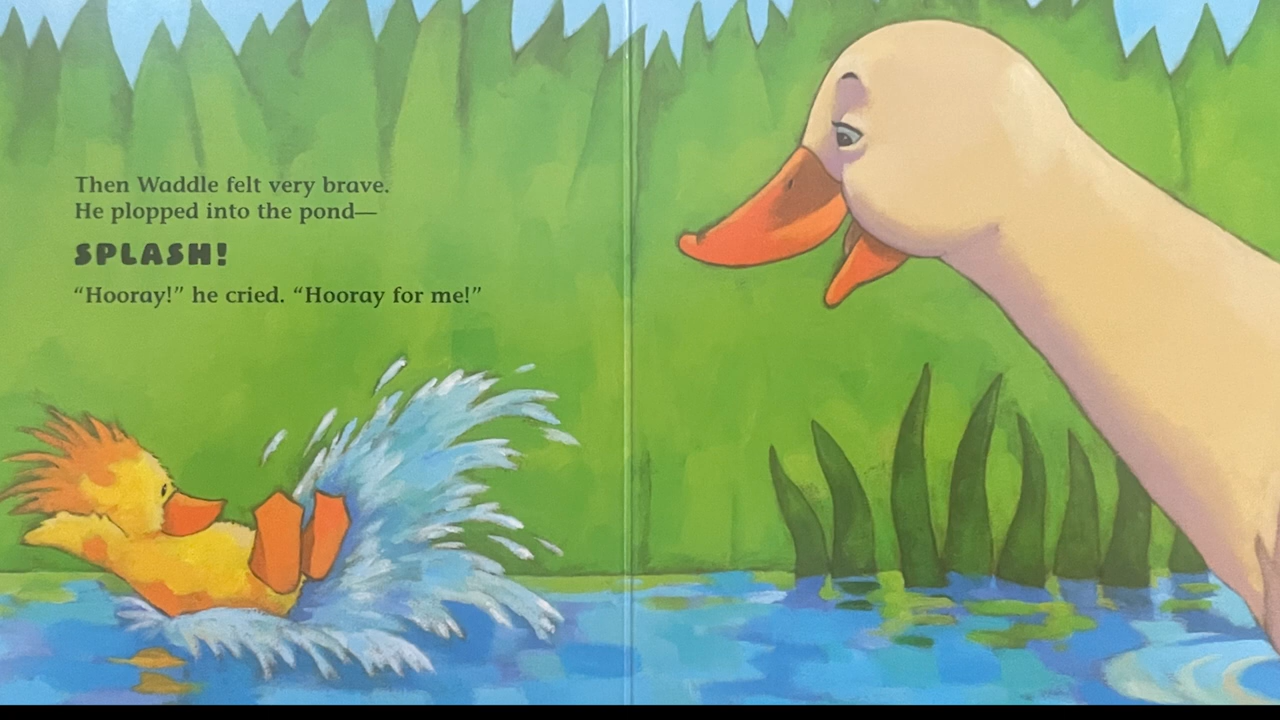 Then Waddle felt very brave.
He plopped into the pond—
SPLASH!
“Hooray!” he cried. “Hooray for me!”